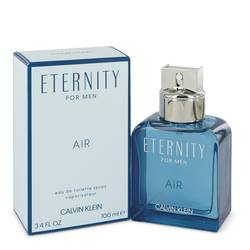 ETERNITY
FOR MEN
AIR
eau de toilette spray
vaporisateur
CALVIN KLEIN
3.4 FL OZ 100 ml e
ETERNITY
FOR MEN
AIR
CALVIN KLEIN